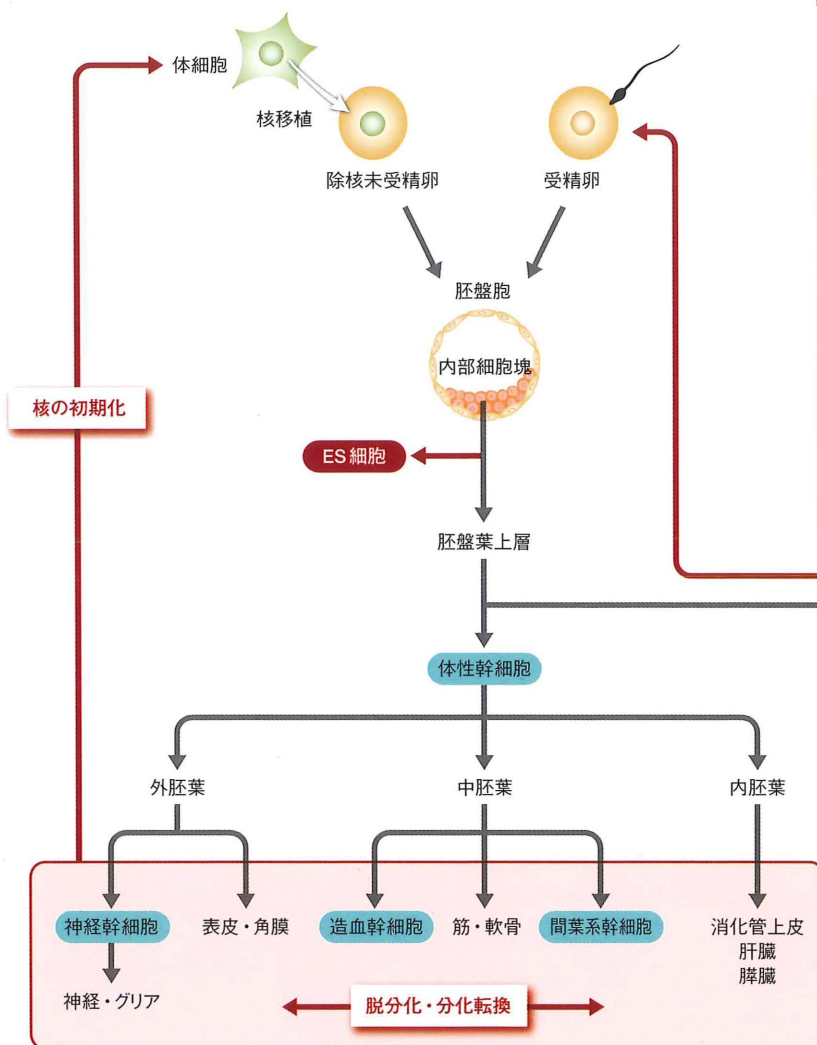 体細胞
核移植
除核未受精卵
受精卵
胚盤胞
内部細胞塊
核の初期化
ES細胞
胚盤葉上層
体性幹細胞
外胚葉
中胚葉
内胚葉
神経幹細胞
表皮・角膜
造血幹細胞
筋・軟骨
間葉系幹細胞
消化管上皮
肝臓
膵臓
神経・グリア
脱分化・分化転換